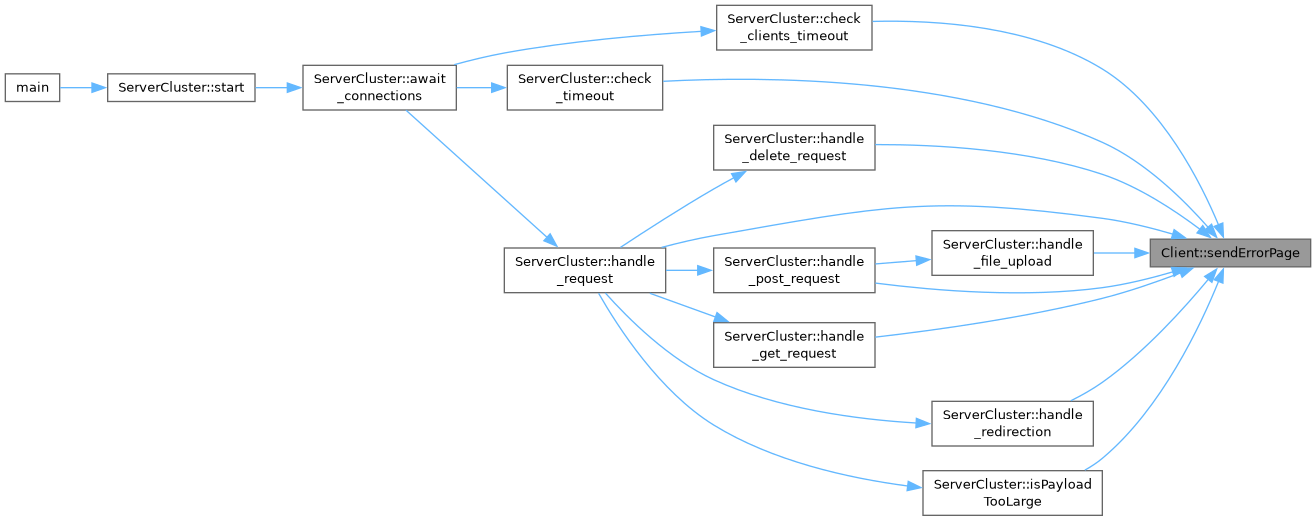 main
ServerCluster::start
ServerCluster::await
_connections
ServerCluster::check
_clients_timeout
ServerCluster::check
_timeout
ServerCluster::handle
_delete_request
ServerCluster::handle
_request
ServerCluster::handle
_post_request
ServerCluster::handle
_file_upload
Client::sendErrorPage
ServerCluster::handle
_get_request
ServerCluster::handle
_redirection
ServerCluster::isPayload
TooLarge